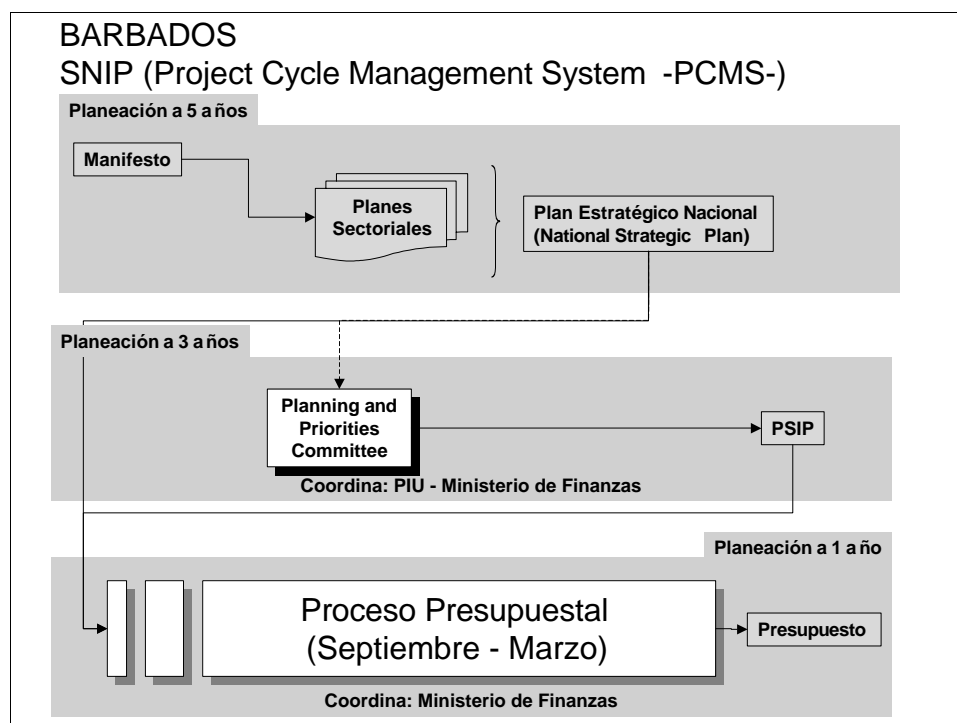 BARBADOS
SNIP (Project Cycle Management System -PCMS-)
Planeación a 5 años
Manifesto
Planes
Sectoriales
Plan Estratégico Nacional
(National Strategic Plan)
Planeación a 3 años
Planning and
Priorities
Committee
PSIP
Coordina: PIU - Ministerio de Finanzas
Planeación a 1 año
Proceso Presupuestal
(Septiembre - Marzo)
Presupuesto
Coordina: Ministerio de Finanzas